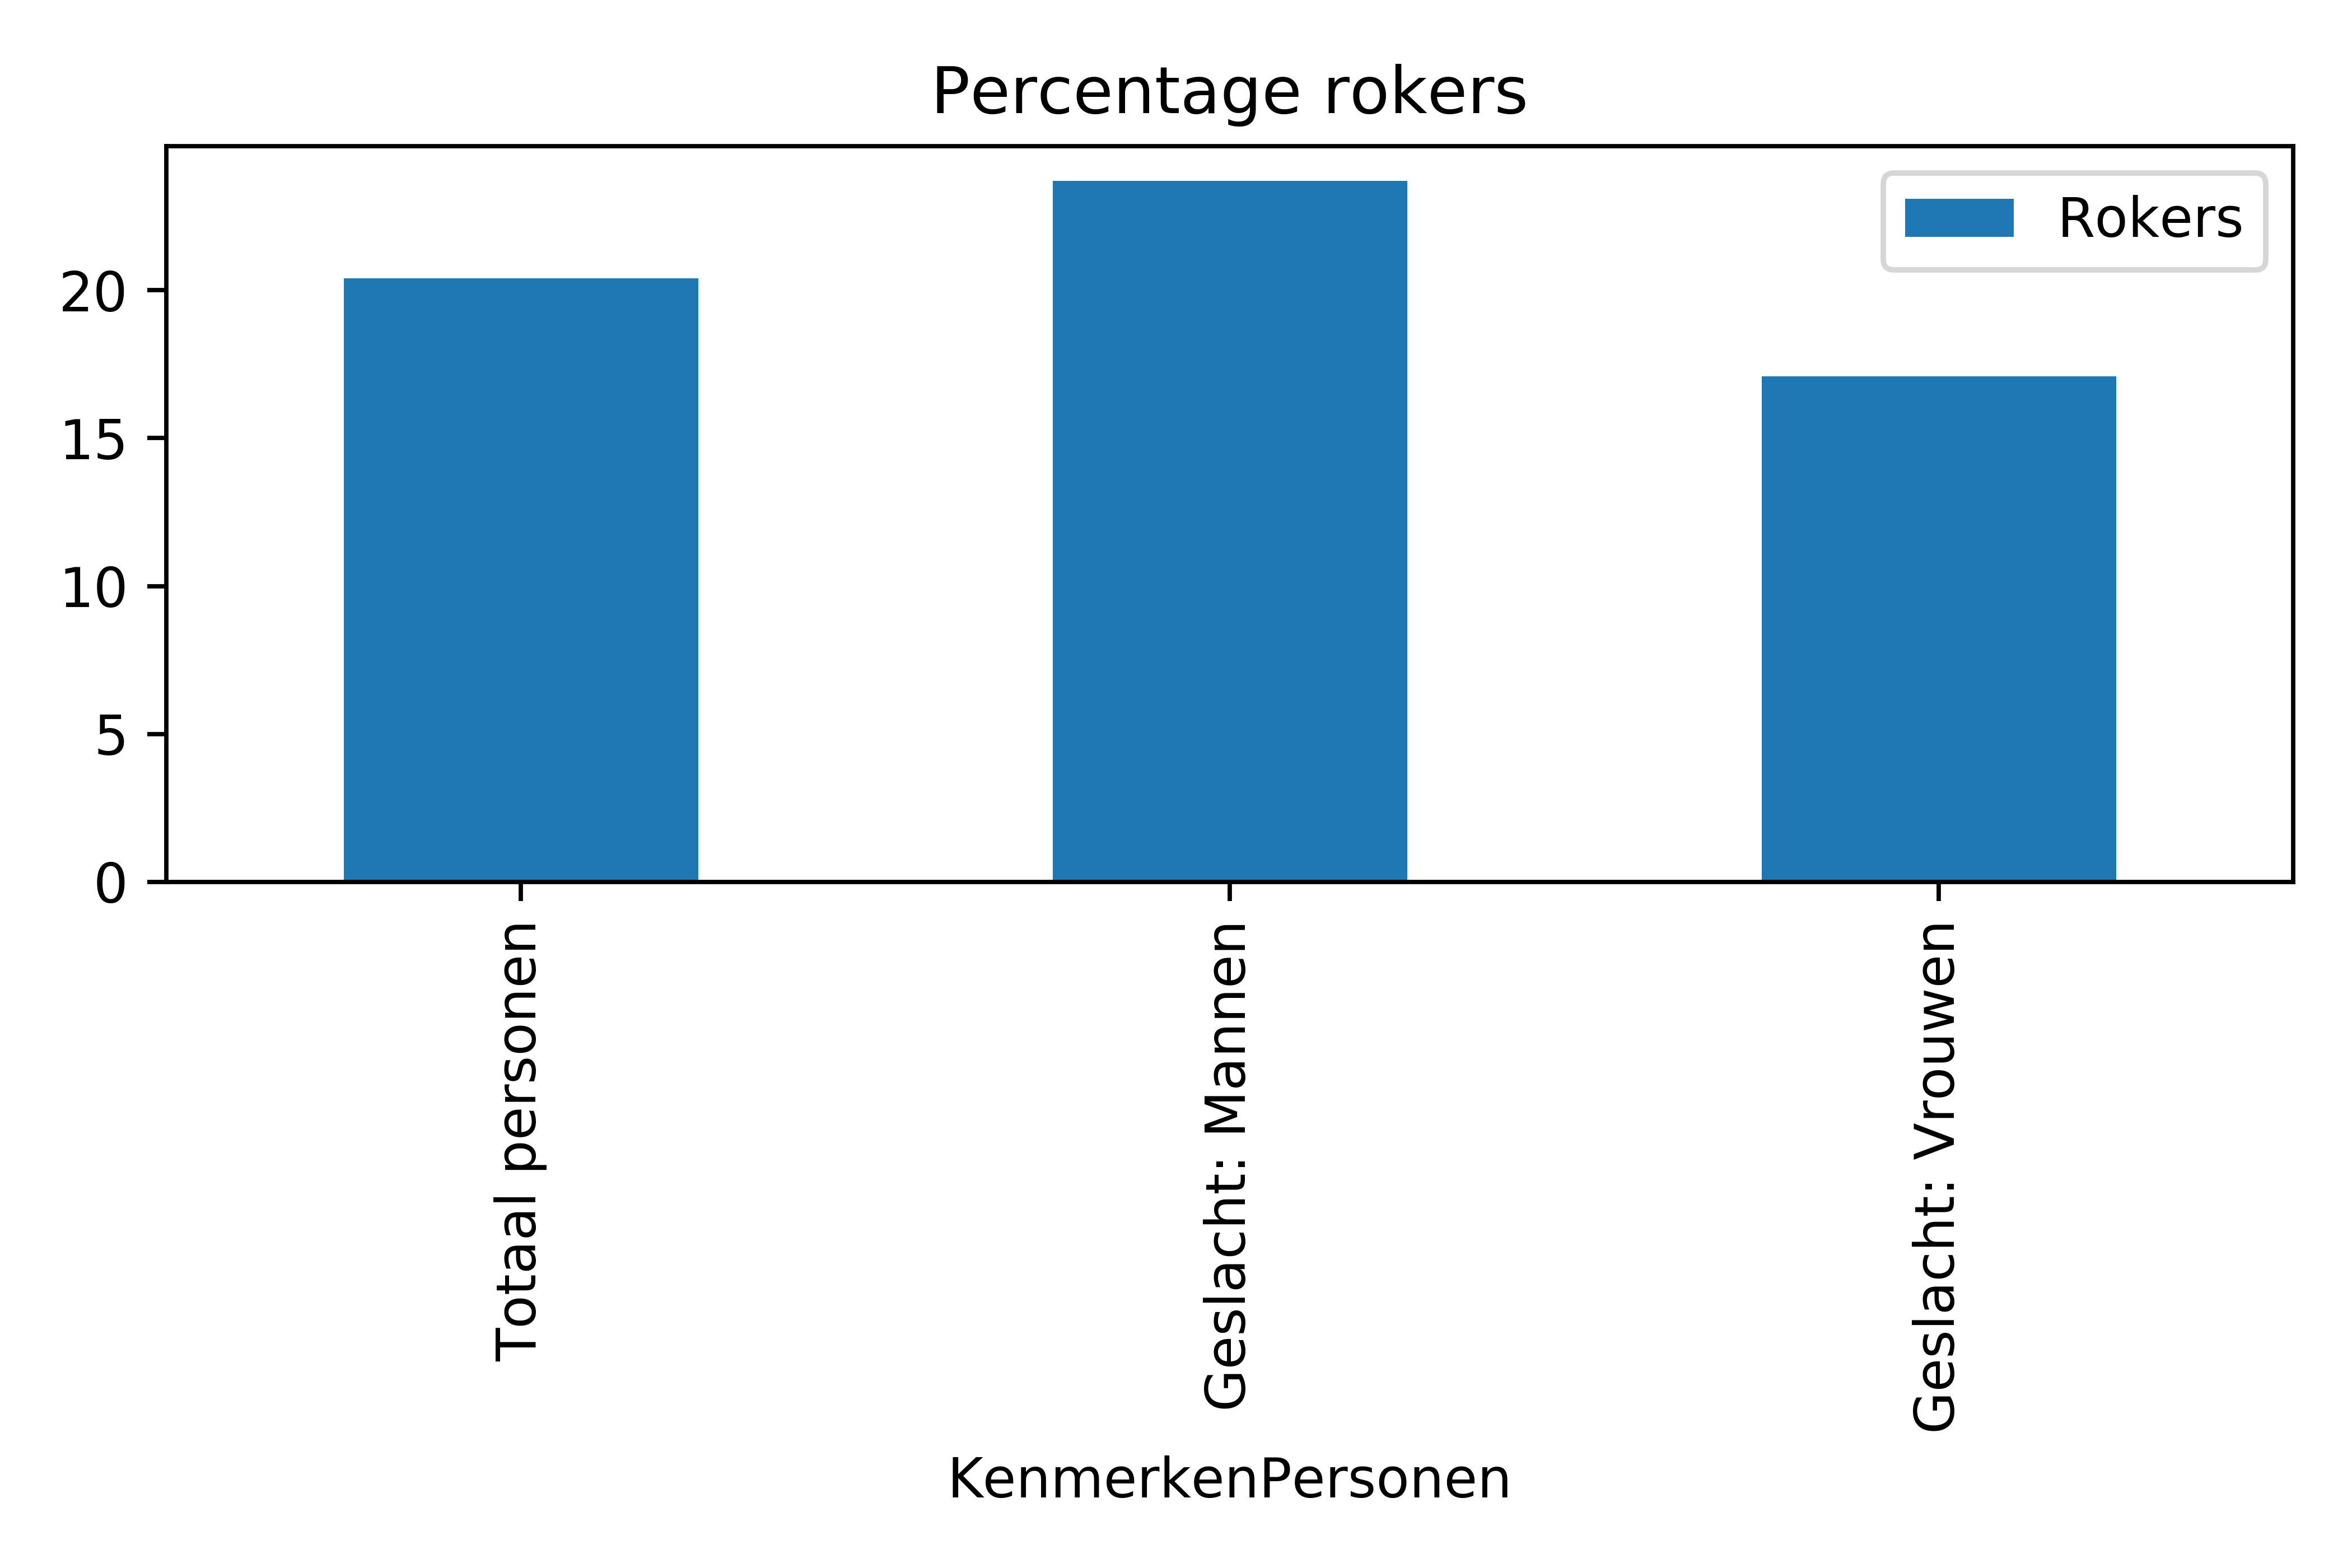 Percentage rokers
Rokers
20
15
10
5
0
Totaal personen
Geslacht: Mannen
Geslacht: Vrouwen
KenmerkenPersonen